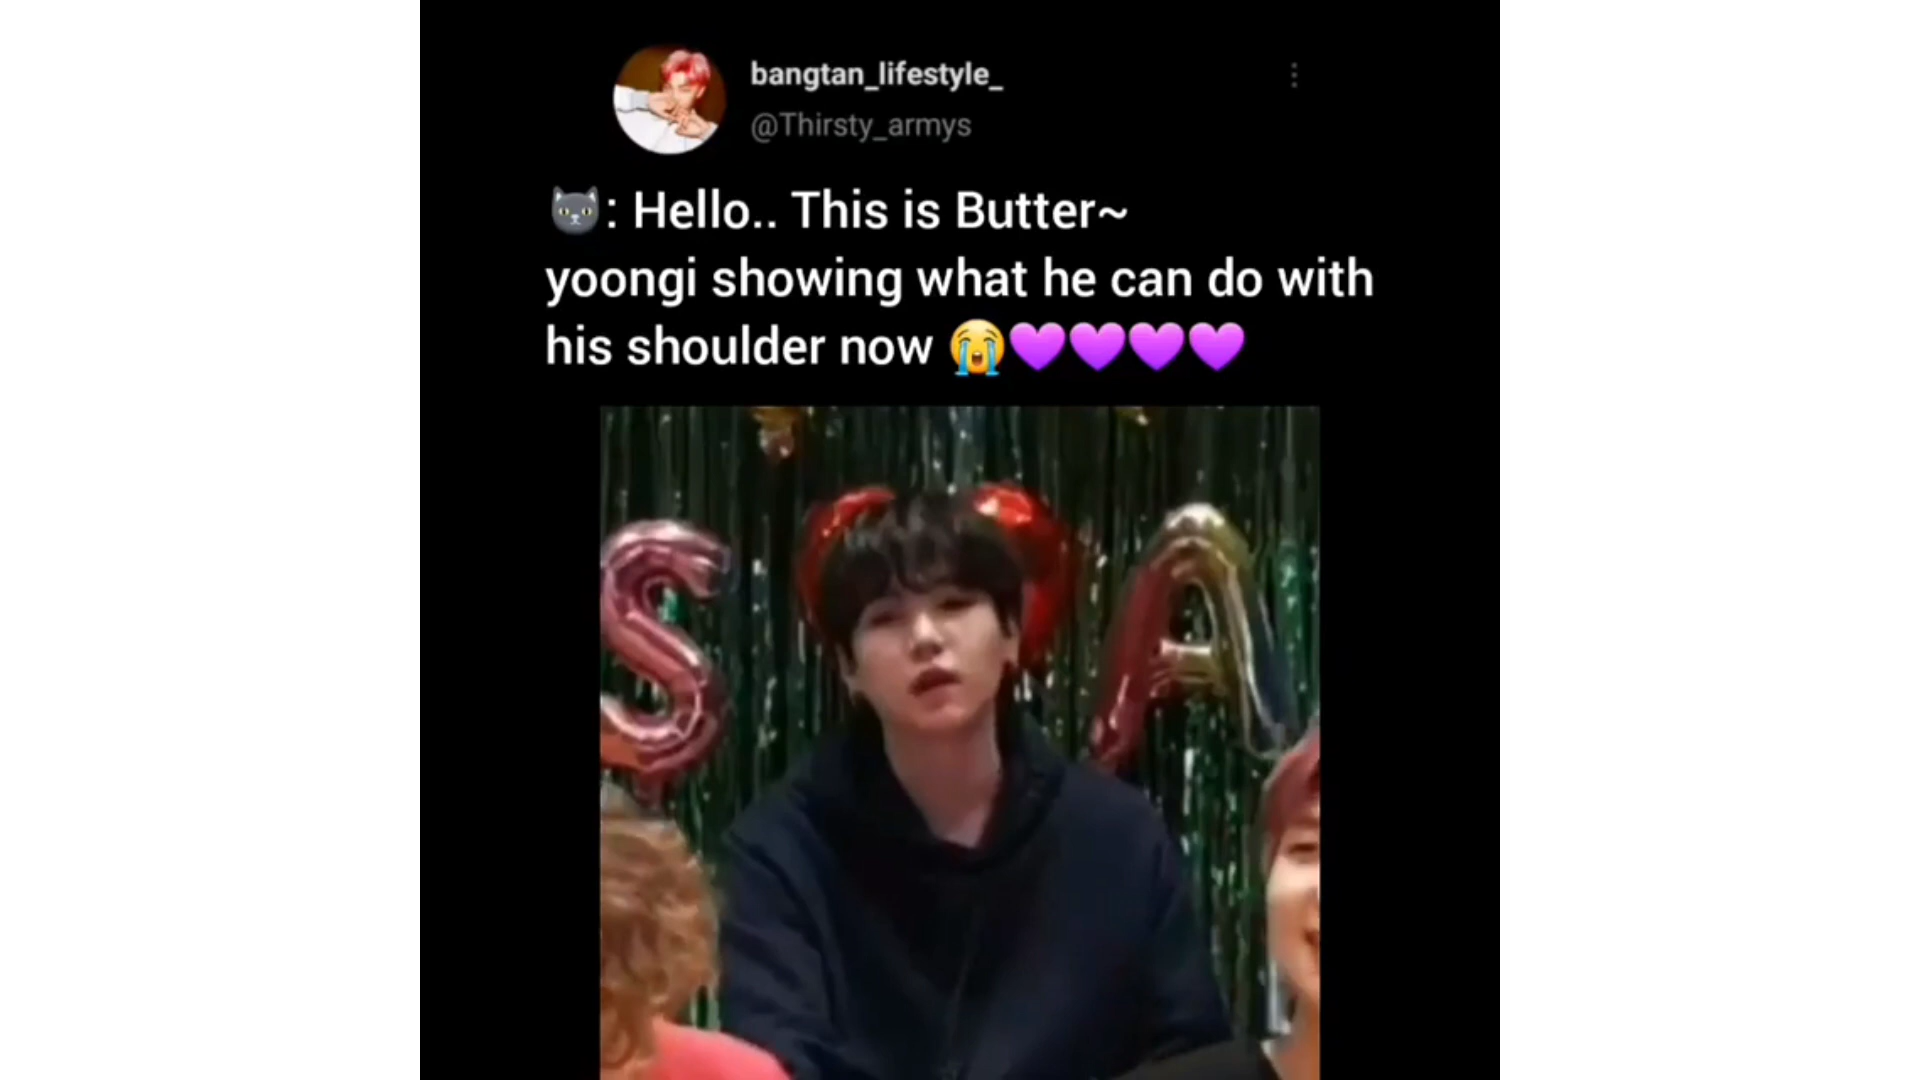 bangtan_lifestyle_
@Thirsty_armys
🐱: Hello.. This is Butter~
yoongi showing what he can do with
his shoulder now 😭💜💜💜💜
S A